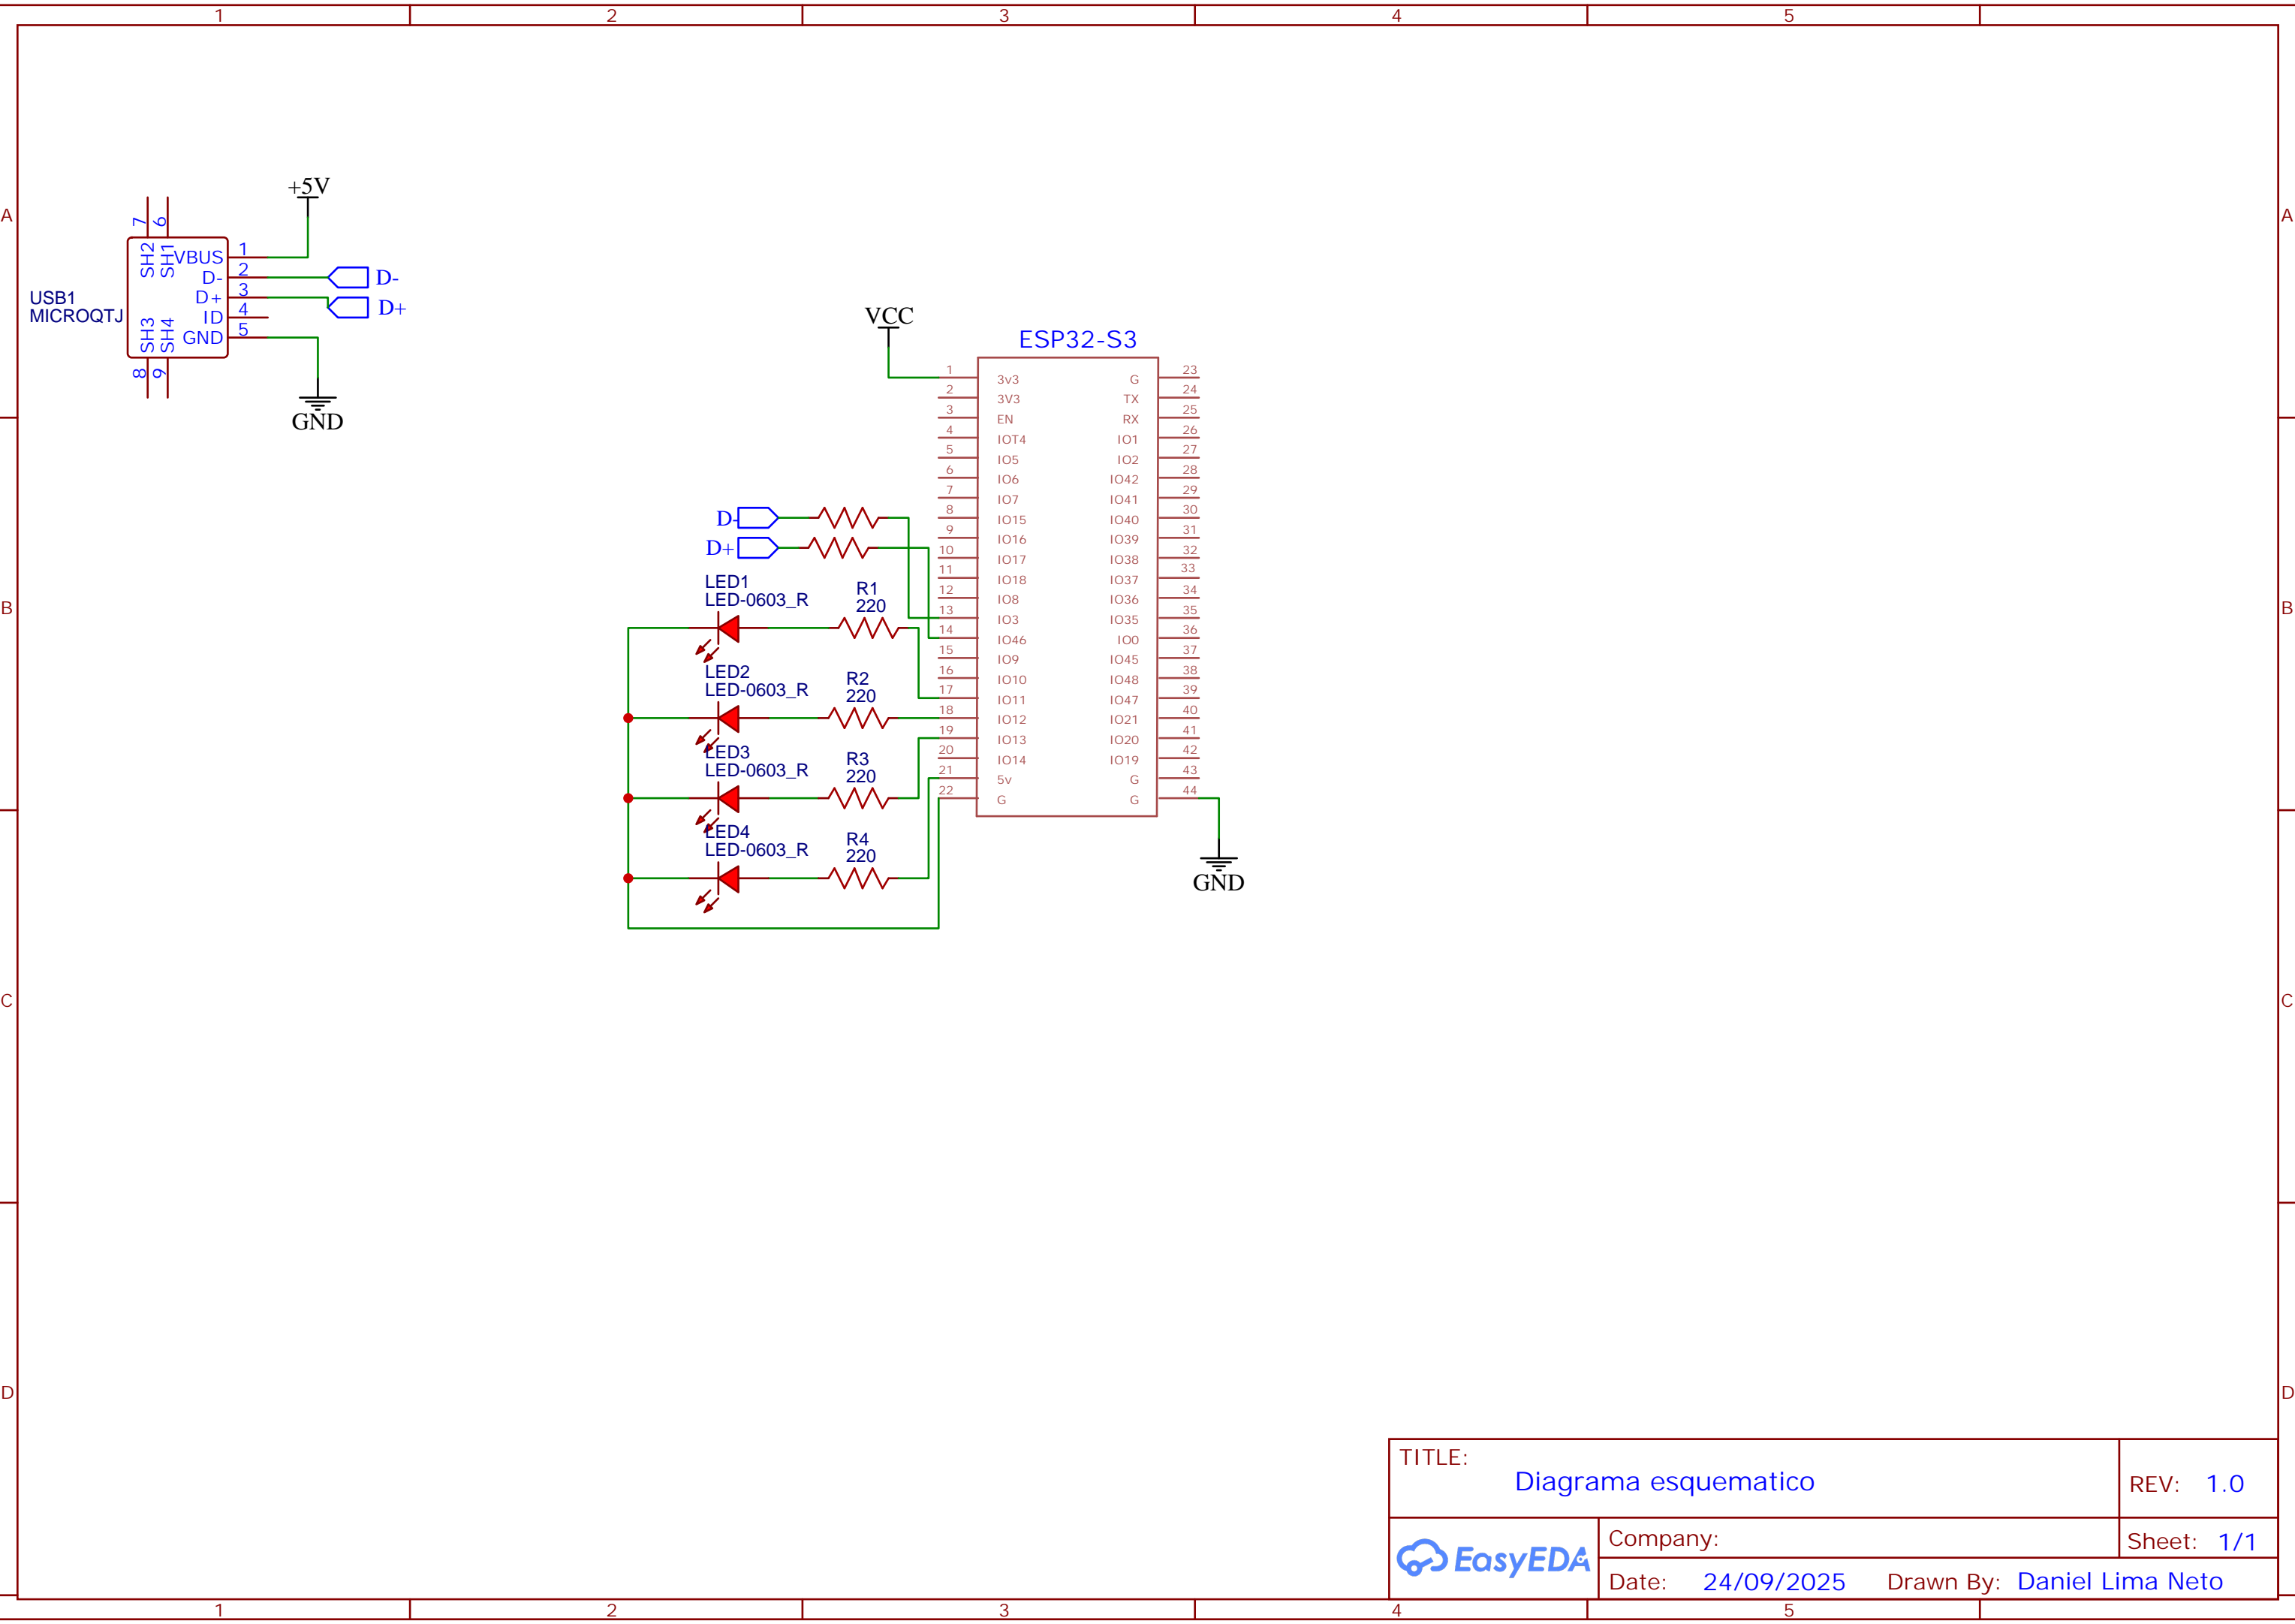 1 2 3 4 5
A A
B B
C C
D D
+5V
7 6
SH2 SH1
VBUS 1
D- 2
D+ 3
ID 4
GND 5
SH3 SH4
8 9
USB1
MICROQTJ
D-
D+
GND
VCC
ESP32-S3
1 3v3 G 23
2 3V3 TX 24
3 EN RX 25
4 IOT4 IO1 26
5 IO5 IO2 27
6 IO6 IO42 28
7 IO7 IO41 29
8 IO15 IO40 30
9 IO16 IO39 31
10 IO17 IO38 32
11 IO18 IO37 33
12 IO8 IO36 34
13 IO3 IO35 35
14 IO46 IO0 36
15 IO9 IO45 37
16 IO10 IO48 38
17 IO11 IO47 39
18 IO12 IO21 40
19 IO13 IO20 41
20 IO14 IO19 42
21 5v G 43
22 G G 44
D-
D+
LED1
LED-0603_R
R1
220
LED2
LED-0603_R
R2
220
LED3
LED-0603_R
R3
220
LED4
LED-0603_R
R4
220
GND
TITLE:
Diagrama esquematico
REV: 1.0
EasyEDA
Company:
Sheet: 1/1
Date: 24/09/2025
Drawn By: Daniel Lima Neto
1 2 3 4 5